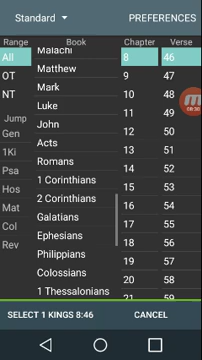 Standard PREFERENCES
Range Book Chapter Verse
All Malachi 8 46
Matthew
OT 9 47
Mark
NT 10 48
Luke 11 49
Jump John 12 50
Gen Acts 13 51
1Ki Romans 14 52
Psa 1 Corinthians 15 53
Hos 2 Corinthians 16 54
Mat Galatians 17 55
Col Ephesians 18 56
Rev Philippians 19 57
Colossians 20 58
1 Thessalonians 21 59
SELECT 1 KINGS 8:46 CANCEL